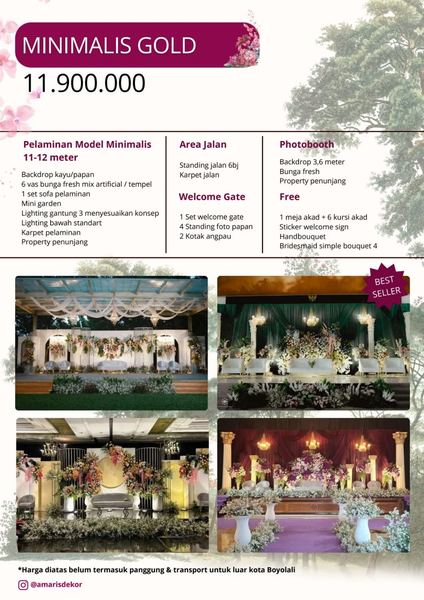 MINIMALIS GOLD
11.900.000
Pelaminan Model Minimalis
11-12 meter
Backdrop kayu/papan
6 vas bunga fresh mix artificial / tempel
1 set sofa pelaminan
Mini garden
Lighting gantung 3 menyesuaikan konsep
Lighting bawah standart
Karpet pelaminan
Property penunjang
Area Jalan
Standing jalan 6bj
Karpet jalan
Welcome Gate
1 Set welcome gate
4 Standing foto papan
2 Kotak angpau
Photobooth
Backdrop 3,6 meter
Bunga fresh
Property penunjang
Free
1 meja akad + 6 kursi akad
Sticker welcome sign
Handbouquet
Bridesmaid simple bouquet 4
BEST
SELLER
*Harga diatas belum termasuk panggung & transport untuk luar kota Boyolali
@amarisdekor